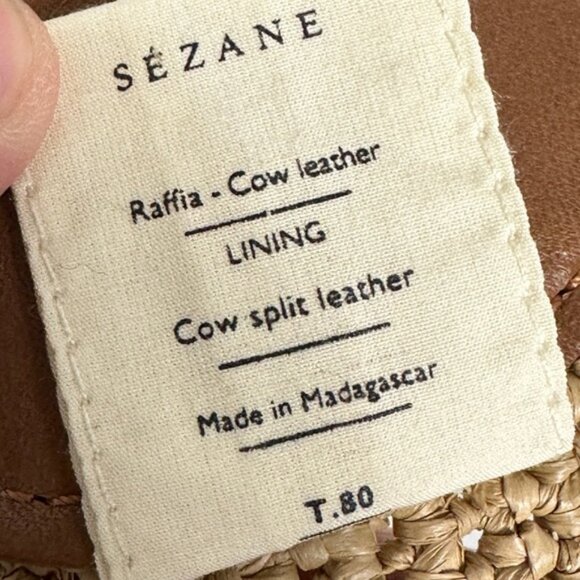 SÉZANE
Raffia - Cow leather
LINING
Cow split leather
Made in Madagascar
T.80